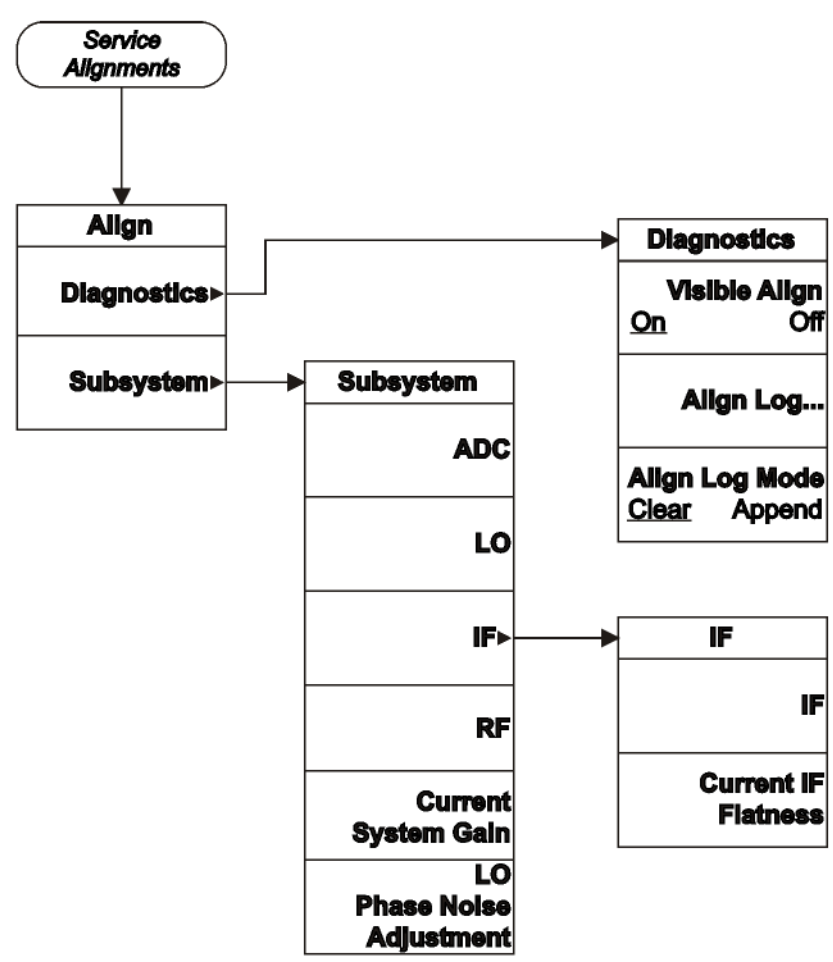 Service
Alignments
Align
Diagnostics
Subsystem
Subsystem
ADC
LO
IF
RF
Current
System Gain
LO
Phase Noise
Adjustment
Diagnostics
Visible Align
On Off
Align Log...
Align Log Mode
Clear Append
IF
IF
Current IF
Flatness